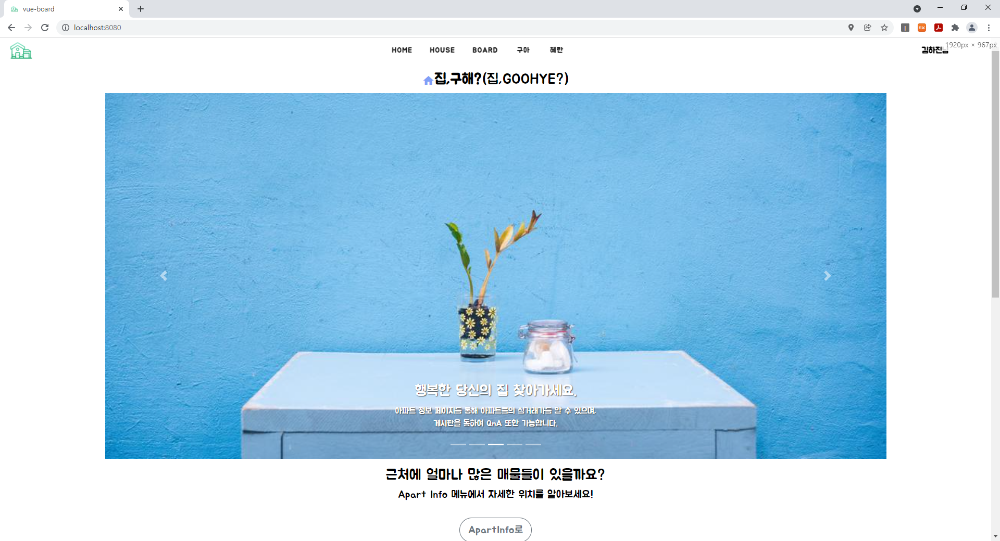 vue-board
localhost:8080
HOME HOUSE BOARD 구아 혜란
김하진님
1920px × 967px
집,구해?(집,GOOHYE?)
행복한 당신의 집 찾아가세요.
아파트 정보 페이지를 통해 아파트들의 실거래가를 알 수 있으며,
게시판을 통하여 QnA 또한 가능합니다.
근처에 얼마나 많은 매물들이 있을까요?
Apart Info 메뉴에서 자세한 위치를 알아보세요!
ApartInfo로